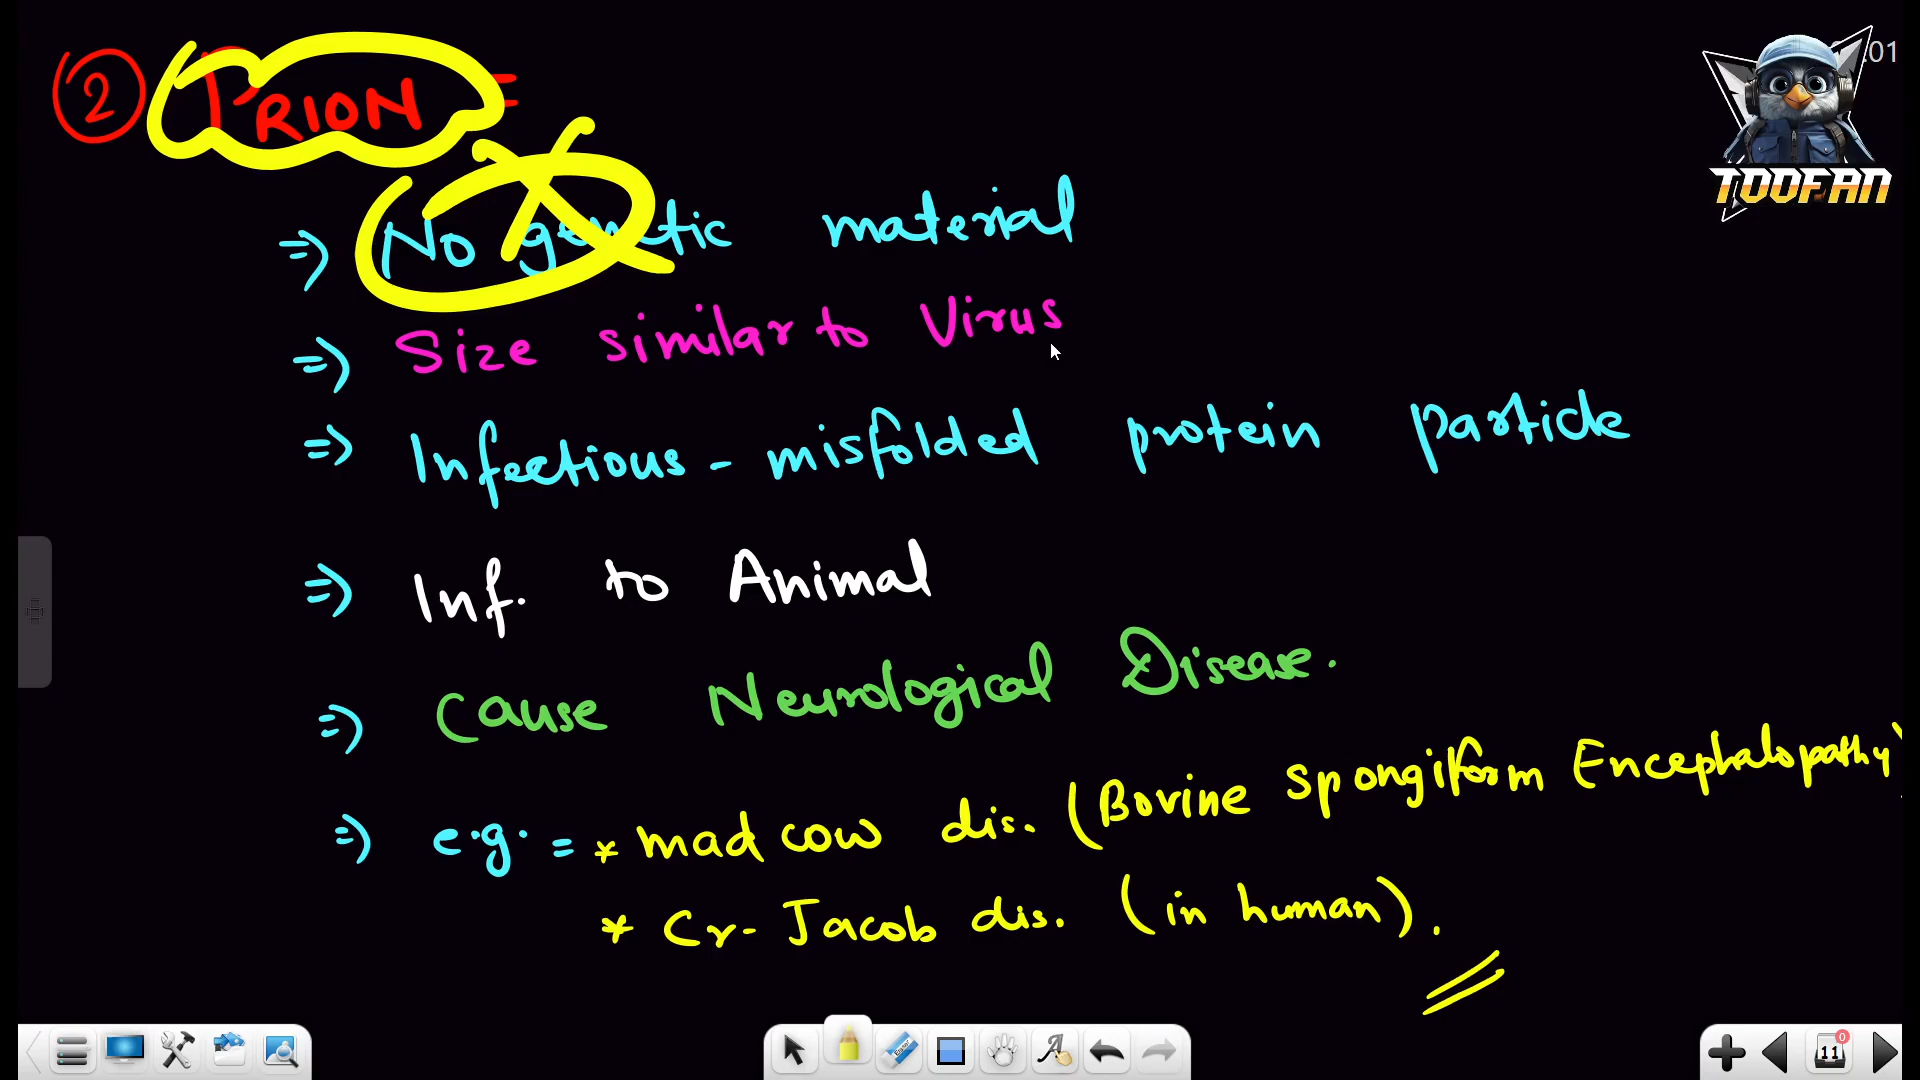 ② PRION =
.01
TOOFAN
=> No genetic material
=> Size similar to Virus
=> Infectious - misfolded protein particle
=> Inf. to Animal
=> Cause Neurological Disease.
=> e.g. = * mad cow dis. (Bovine Spongiform Encephalopathy)
* Cr- Jacob dis. (in human).
0
11